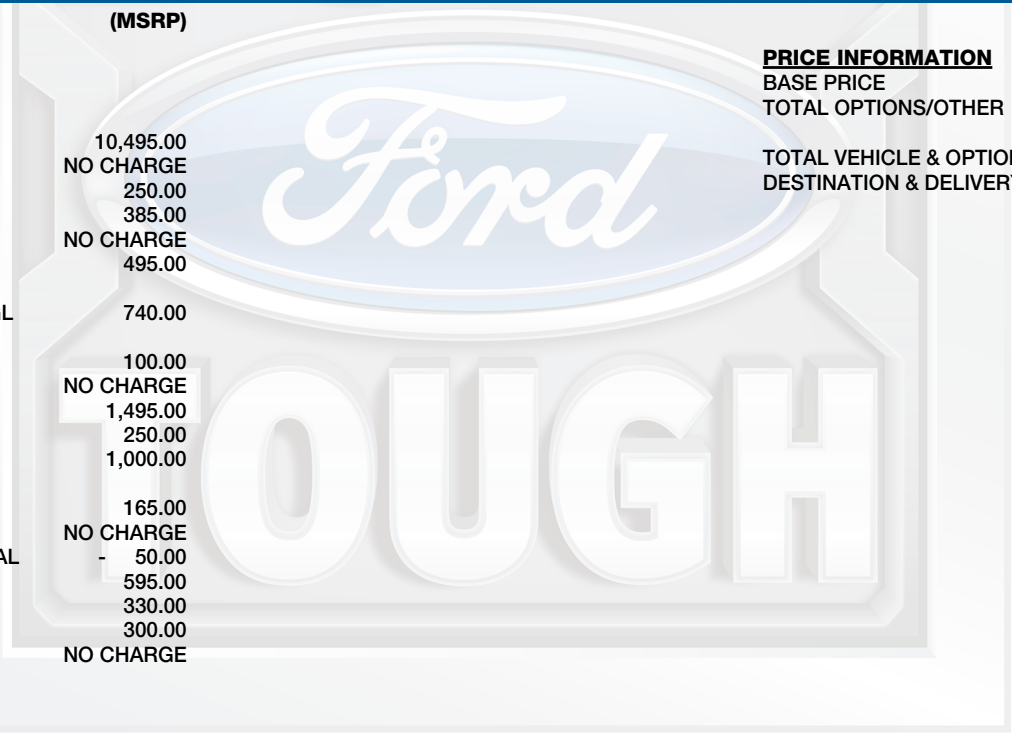 (MSRP)
10,495.00
NO CHARGE
250.00
385.00
NO CHARGE
495.00
GL 740.00
100.00
NO CHARGE
1,495.00
250.00
1,000.00
165.00
NO CHARGE
AL - 50.00
595.00
330.00
300.00
NO CHARGE
PRICE INFORMATION
BASE PRICE
TOTAL OPTIONS/OTHER
TOTAL VEHICLE & OPTION
DESTINATION & DELIVERY
Ford
TOUGH